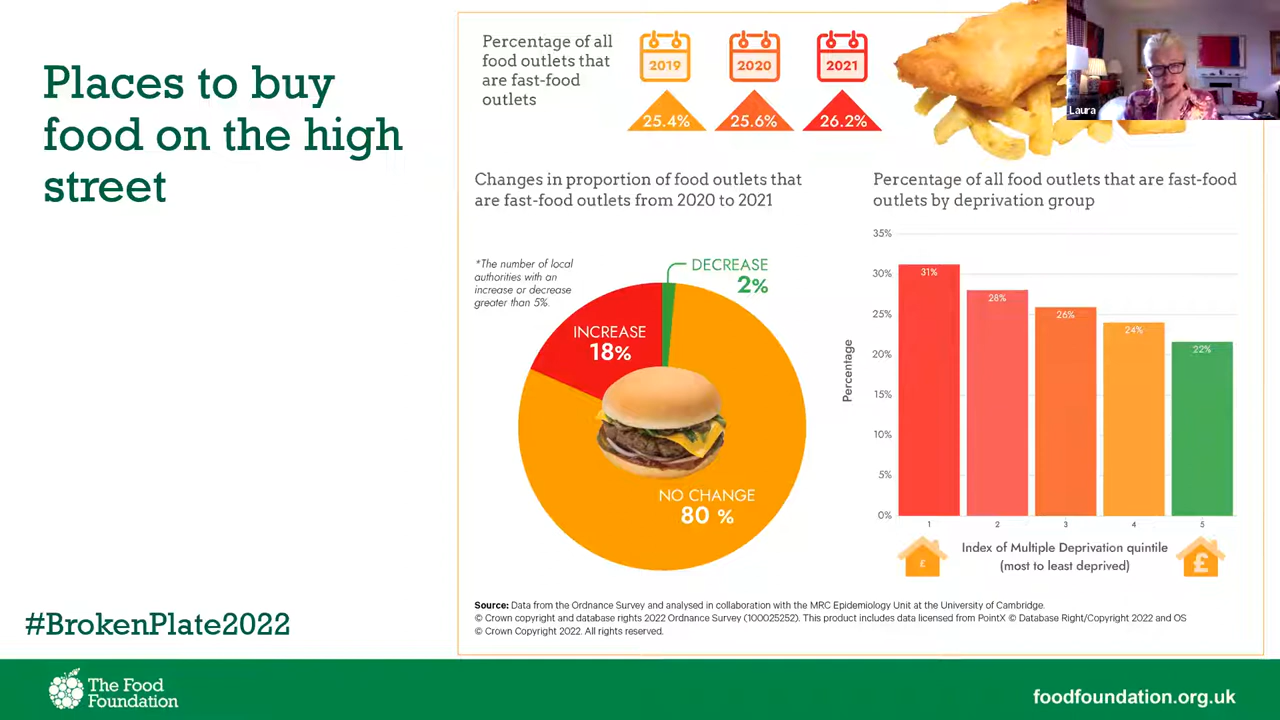 Places to buy
food on the high
street
Percentage of all
food outlets that
are fast-food
outlets
2019
2020
2021
25.4%
25.6%
26.2%
Laura
Changes in proportion of food outlets that
are fast-food outlets from 2020 to 2021
*The number of local
authorities with an
increase or decrease
greater than 5%.
DECREASE
2%
INCREASE
18%
NO CHANGE
80 %
Percentage of all food outlets that are fast-food
outlets by deprivation group
Percentage
35%
30%
25%
20%
15%
10%
5%
0%
31%
28%
26%
24%
22%
1 2 3 4 5
£
Index of Multiple Deprivation quintile
(most to least deprived)
£
Source: Data from the Ordnance Survey and analysed in collaboration with the MRC Epidemiology Unit at the University of Cambridge.
© Crown copyright and database rights 2022 Ordnance Survey (100025252). This product includes data licensed from PointX © Database Right/Copyright 2022 and OS
© Crown Copyright 2022. All rights reserved.
#BrokenPlate2022
The Food
Foundation
foodfoundation.org.uk